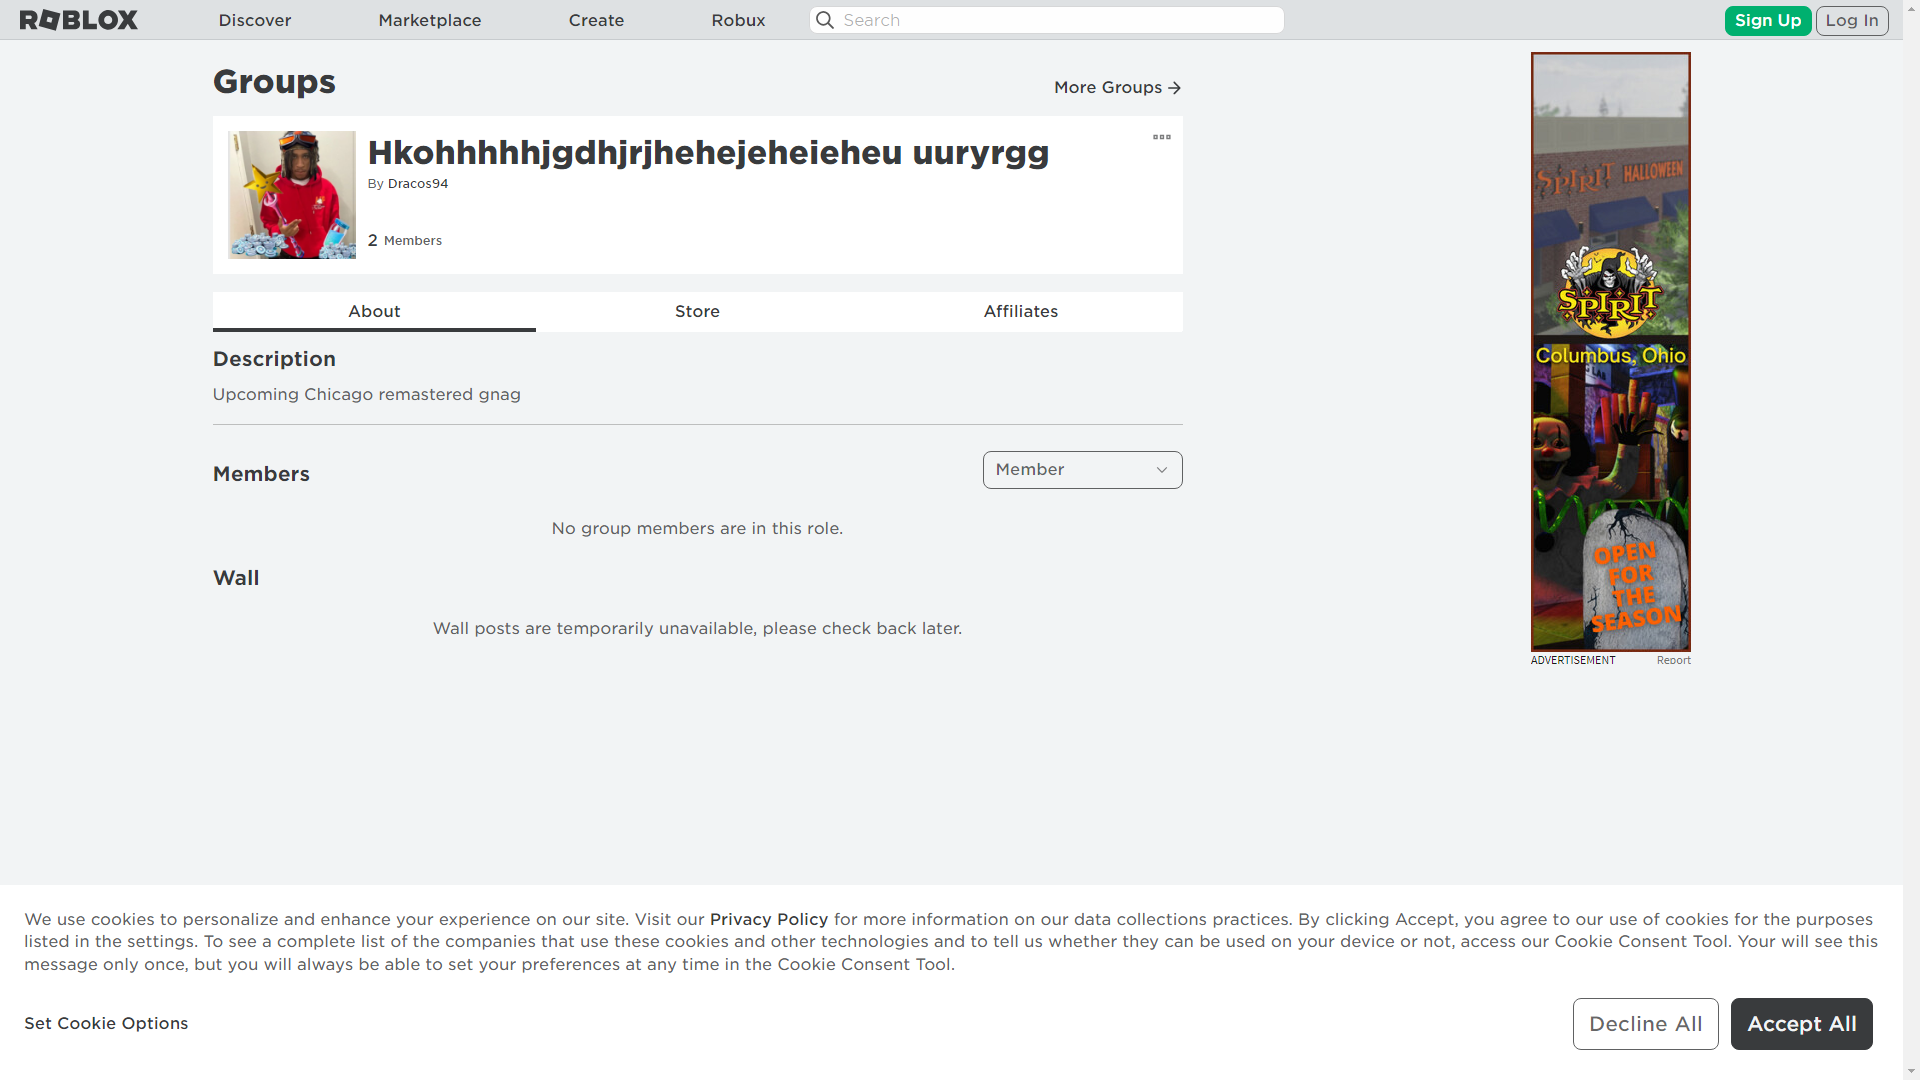 ROBLOX
Discover
Marketplace
Create
Robux
Search
Sign Up
Log In
Groups
More Groups
Hkohhhhhjgdhjrjhehejeheieheu uuryrgg
By Dracos94
2 Members
About
Store
Affiliates
Description
Upcoming Chicago remastered gnag
Members
Member
No group members are in this role.
Wall
Wall posts are temporarily unavailable, please check back later.
SPIRIT HALLOWEEN
SPIRIT
Columbus, Ohio
OPEN
FOR
THE
SEASON
ADVERTISEMENT
Report
We use cookies to personalize and enhance your experience on our site. Visit our Privacy Policy for more information on our data collections practices. By clicking Accept, you agree to our use of cookies for the purposes
listed in the settings. To see a complete list of the companies that use these cookies and other technologies and to tell us whether they can be used on your device or not, access our Cookie Consent Tool. Your will see this
message only once, but you will always be able to set your preferences at any time in the Cookie Consent Tool.
Set Cookie Options
Decline All
Accept All